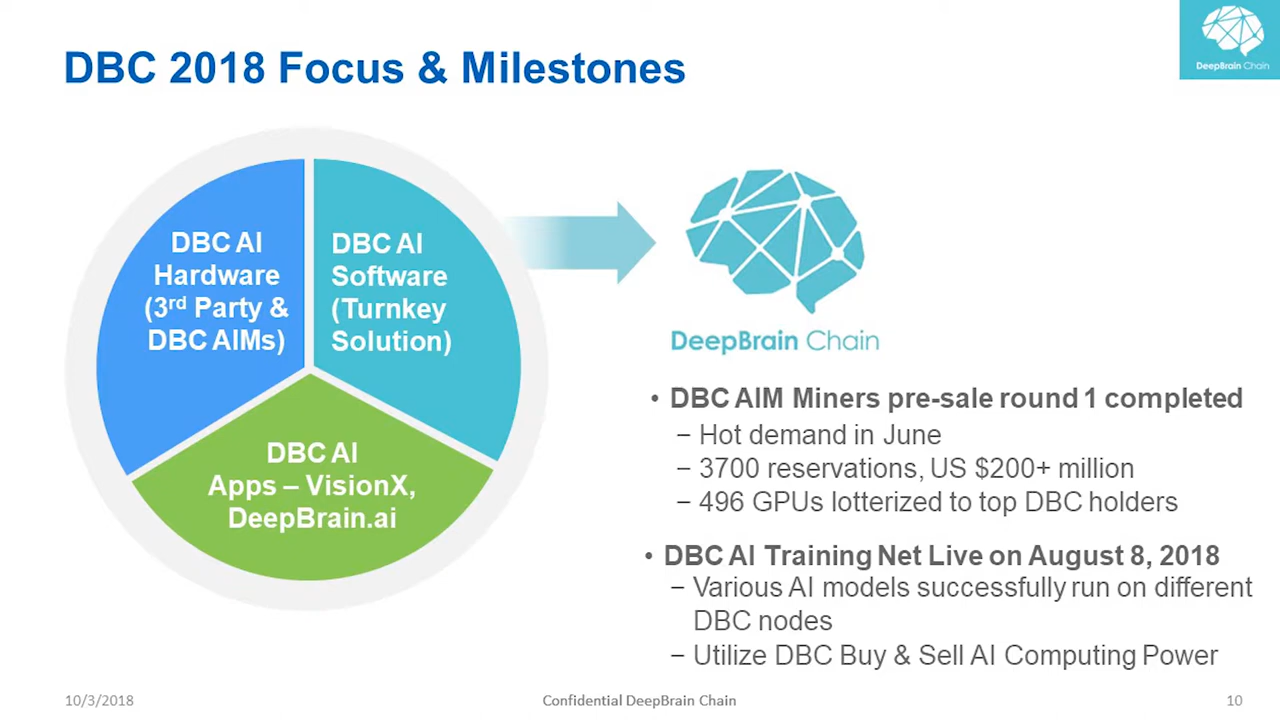 DBC 2018 Focus & Milestones
DeepBrain Chain
DBC AI
Hardware
(3rd Party &
DBC AIMs)
DBC AI
Software
(Turnkey
Solution)
DBC AI
Apps – VisionX,
DeepBrain.ai
DeepBrain Chain
• DBC AIM Miners pre-sale round 1 completed
– Hot demand in June
– 3700 reservations, US $200+ million
– 496 GPUs lotterized to top DBC holders
• DBC AI Training Net Live on August 8, 2018
– Various AI models successfully run on different
DBC nodes
– Utilize DBC Buy & Sell AI Computing Power
10/3/2018
Confidential DeepBrain Chain
10